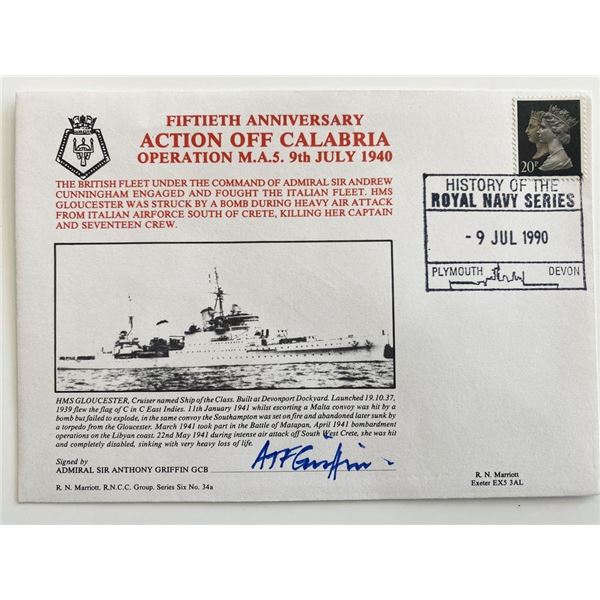 FIFTIETH ANNIVERSARY
ACTION OFF CALABRIA
OPERATION M.A.5. 9th JULY 1940
THE BRITISH FLEET UNDER THE COMMAND OF ADMIRAL SIR ANDREW
CUNNINGHAM ENGAGED AND FOUGHT THE ITALIAN FLEET. HMS
GLOUCESTER WAS STRUCK BY A BOMB DURING HEAVY AIR ATTACK
FROM ITALIAN AIRFORCE SOUTH OF CRETE, KILLING HER CAPTAIN
AND SEVENTEEN CREW.
20P
HISTORY OF THE
ROYAL NAVY SERIES
- 9 JUL 1990
PLYMOUTH DEVON
HMS GLOUCESTER, Cruiser named Ship of the Class. Built at Devonport Dockyard. Launched 19.10.37,
1939 flew the flag of C in C East Indies. 11th January 1941 whilst escorting a Malta convoy was hit by a
bomb but failed to explode, in the same convoy the Southampton was set on fire and abandoned later sunk by
a torpedo from the Gloucester. March 1941 took part in the Battle of Matapan, April 1941 bombardment
operations on the Libyan coast. 22nd May 1941 during intense air attack off South West Crete, she was hit
and completely disabled, sinking with very heavy loss of life.
Signed by
ADMIRAL SIR ANTHONY GRIFFIN GCB
ATF Griffin
R. N. Marriott. R.N.C.C. Group. Series Six No. 34a
R. N. Marriott
Exeter EX5 3AL